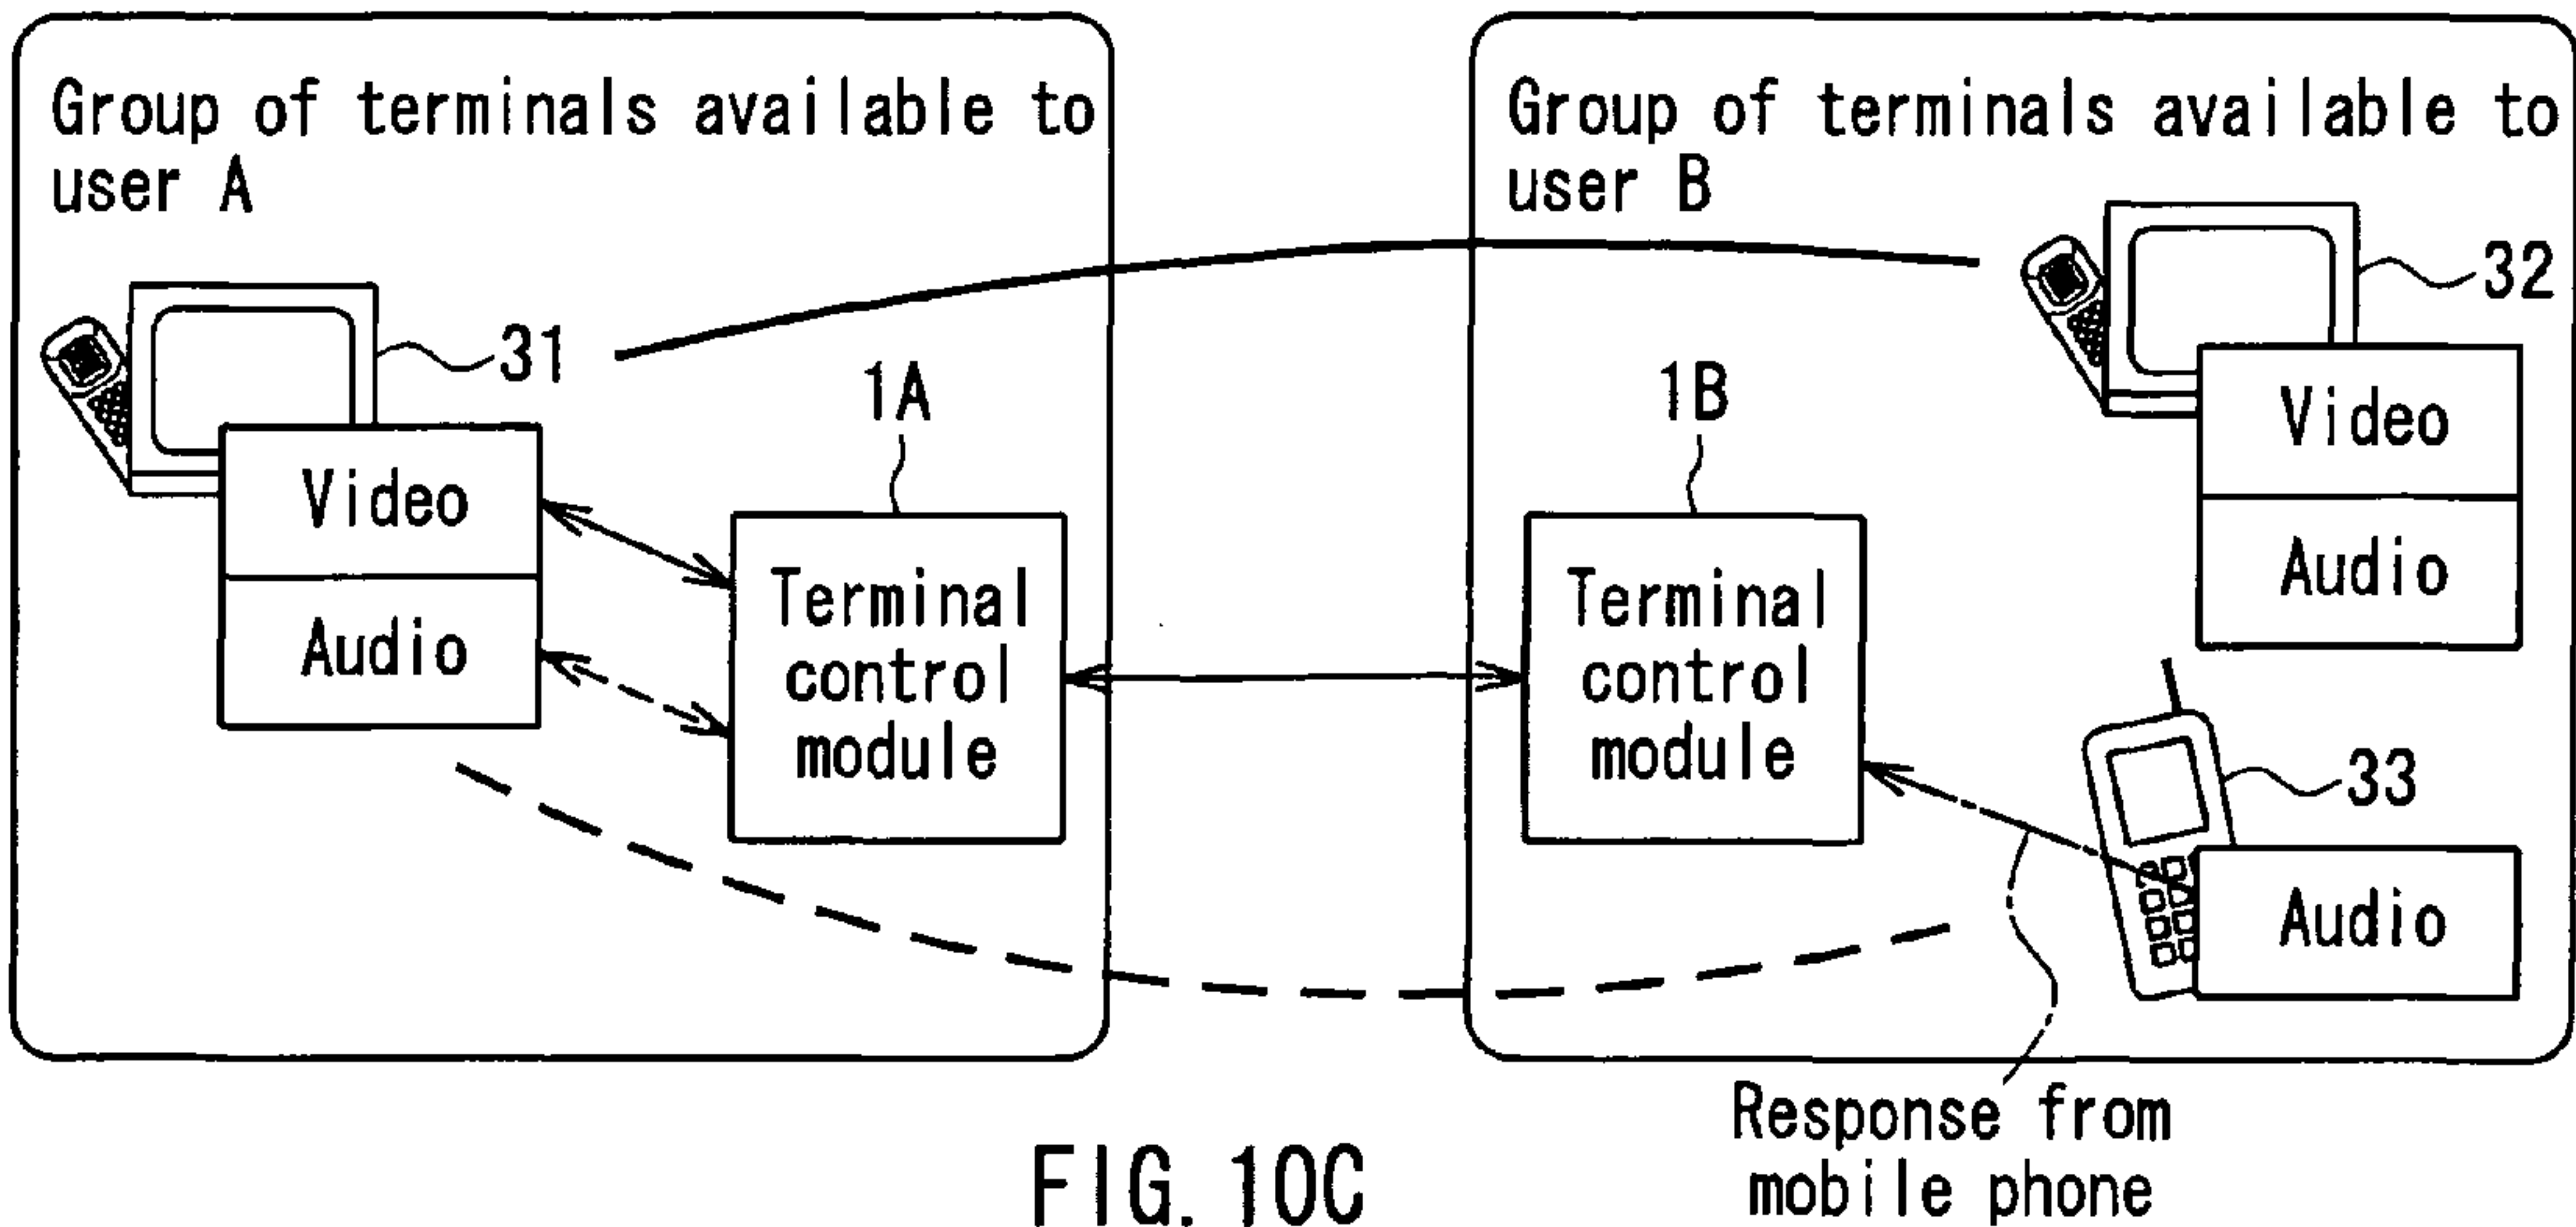 Group of terminals available to
user A
Group of terminals available to
user B
31
1A
Video
Audio
Terminal
control
module
1B
Terminal
control
module
32
Video
Audio
33
Audio
Response from
mobile phone
FIG. 10C